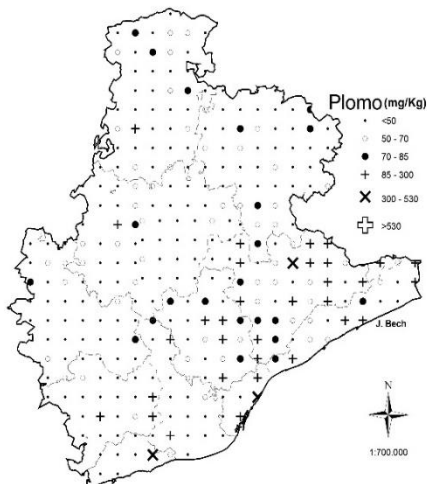 Plomo (mg/Kg)
<50
50 - 70
70 - 85
85 - 300
300 - 530
>530
J. Bech
N
1:700.000